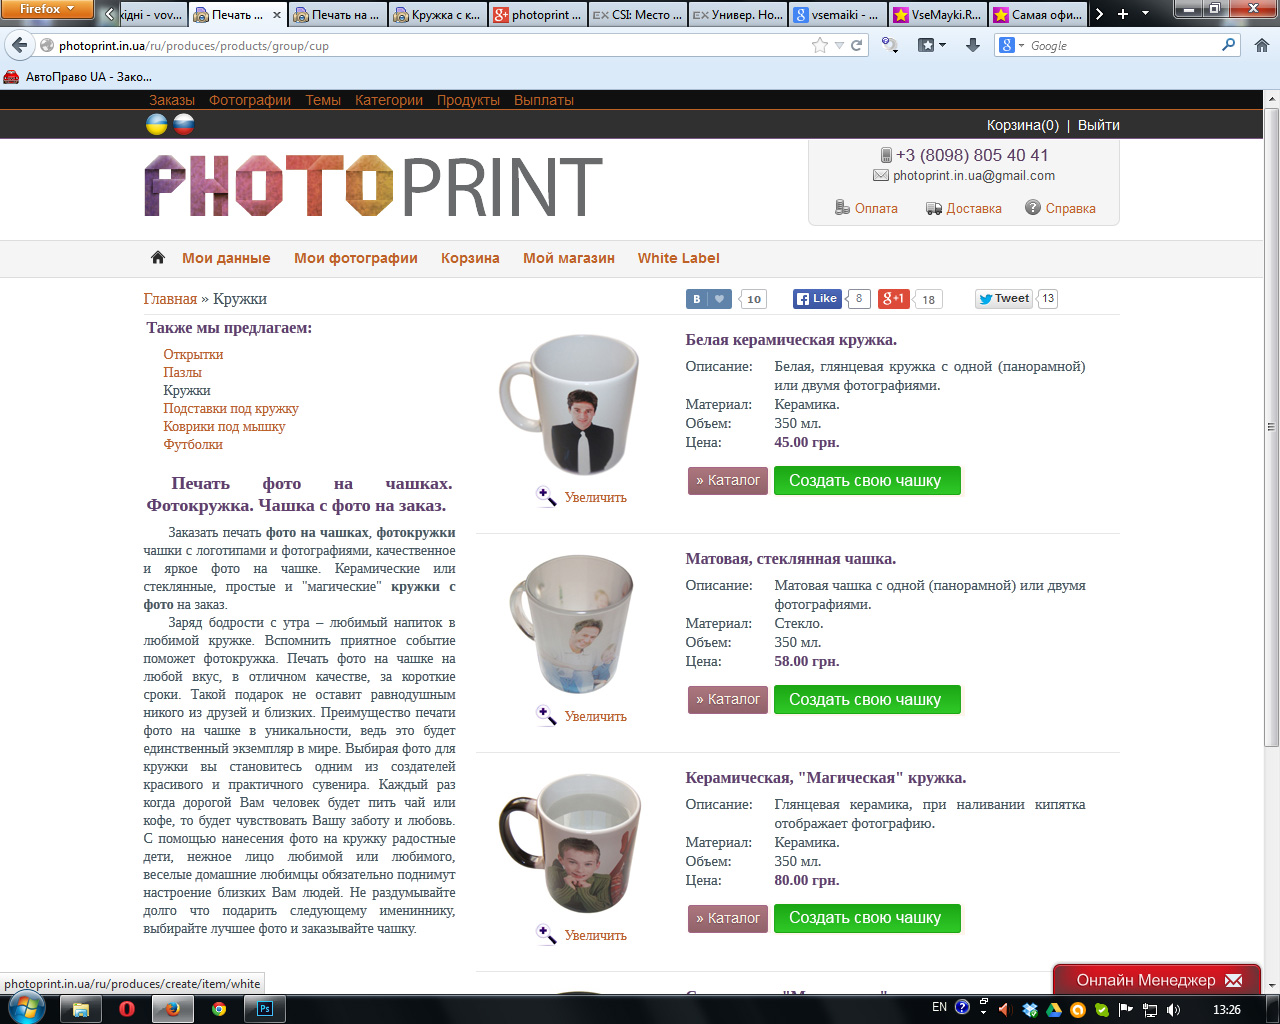 Firefox
хідні - vov...
Печать ...
Печать на ...
Кружка с к...
photoprint ...
CSI: Место ...
Универ. Но...
vsemaiki - ...
VseMayki.R...
Самая офи...
photoprint.in.ua/ru/produces/products/group/cup
Google
АвтоПраво UA - Зако...
Заказы Фотографии Темы Категории Продукты Выплаты
Корзина(0) | Выйти
PHOTOPRINT
+3 (8098) 805 40 41
photoprint.in.ua@gmail.com
Оплата Доставка Справка
Мои данные Мои фотографии Корзина Мой магазин White Label
Главная » Кружки
B 10 Like 8 +1 18 Tweet 13
Также мы предлагаем:
Открытки
Пазлы
Кружки
Подставки под кружку
Коврики под мышку
Футболки
Печать фото на чашках.
Фотокружка. Чашка с фото на заказ.
Заказать печать фото на чашках, фотокружки
чашки с логотипами и фотографиями, качественное
и яркое фото на чашке. Керамические или
стеклянные, простые и "магические" кружки с
фото на заказ.
Заряд бодрости с утра – любимый напиток в
любимой кружке. Вспомнить приятное событие
поможет фотокружка. Печать фото на чашке на
любой вкус, в отличном качестве, за короткие
сроки. Такой подарок не оставит равнодушным
никого из друзей и близких. Преимущество печати
фото на чашке в уникальности, ведь это будет
единственный экземпляр в мире. Выбирая фото для
кружки вы становитесь одним из создателей
красивого и практичного сувенира. Каждый раз
когда дорогой Вам человек будет пить чай или
кофе, то будет чувствовать Вашу заботу и любовь.
С помощью нанесения фото на кружку радостные
дети, нежное лицо любимой или любимого,
веселые домашние любимцы обязательно поднимут
настроение близких Вам людей. Не раздумывайте
долго что подарить следующему имениннику,
выбирайте лучшее фото и заказывайте чашку.
Увеличить
Белая керамическая кружка.
Описание: Белая, глянцевая кружка с одной (панорамной)
или двумя фотографиями.
Материал: Керамика.
Объем: 350 мл.
Цена: 45.00 грн.
» Каталог Создать свою чашку
Увеличить
Матовая, стеклянная чашка.
Описание: Матовая чашка с одной (панорамной) или двумя
фотографиями.
Материал: Стекло.
Объем: 350 мл.
Цена: 58.00 грн.
» Каталог Создать свою чашку
Увеличить
Керамическая, "Магическая" кружка.
Описание: Глянцевая керамика, при наливании кипятка
отображает фотографию.
Материал: Керамика.
Объем: 350 мл.
Цена: 80.00 грн.
» Каталог Создать свою чашку
photoprint.in.ua/ru/produces/create/item/white
Онлайн Менеджер
Ps
EN
13:26